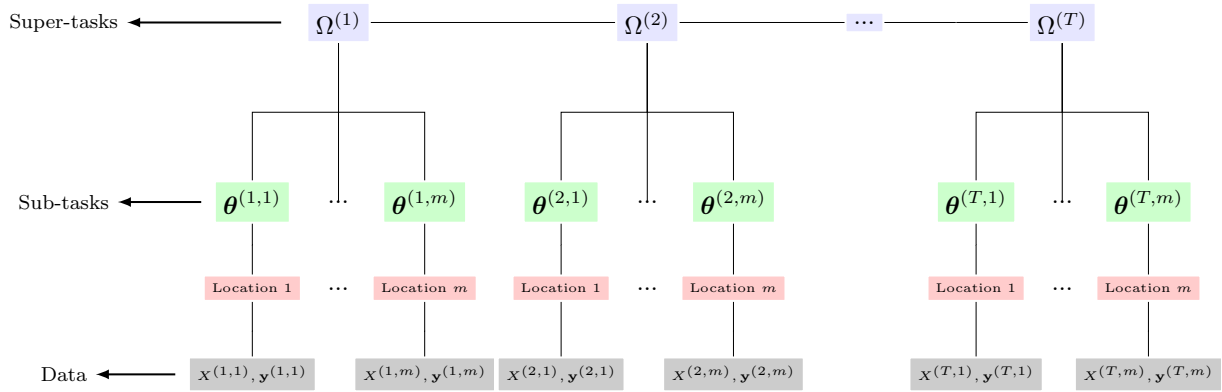 Super-tasks Ω^(1) Ω^(2) ... Ω^(T)
Sub-tasks θ^(1,1) ... θ^(1,m) θ^(2,1) ... θ^(2,m) θ^(T,1) ... θ^(T,m)
Location 1 ... Location m Location 1 ... Location m Location 1 ... Location m
Data X^(1,1), y^(1,1) X^(1,m), y^(1,m) X^(2,1), y^(2,1) X^(2,m), y^(2,m) X^(T,1), y^(T,1) X^(T,m), y^(T,m)